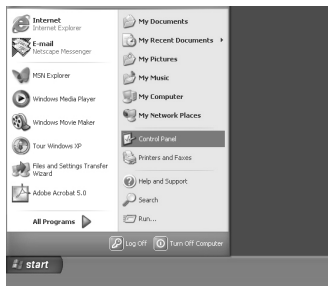 Internet
Internet Explorer
E-mail
Netscape Messenger
MSN Explorer
Windows Media Player
Windows Movie Maker
Tour Windows XP
Files and Settings Transfer
Wizard
Adobe Acrobat 5.0
All Programs
My Documents
My Recent Documents
My Pictures
My Music
My Computer
My Network Places
Control Panel
Printers and Faxes
Help and Support
Search
Run...
Log Off
Turn Off Computer
start